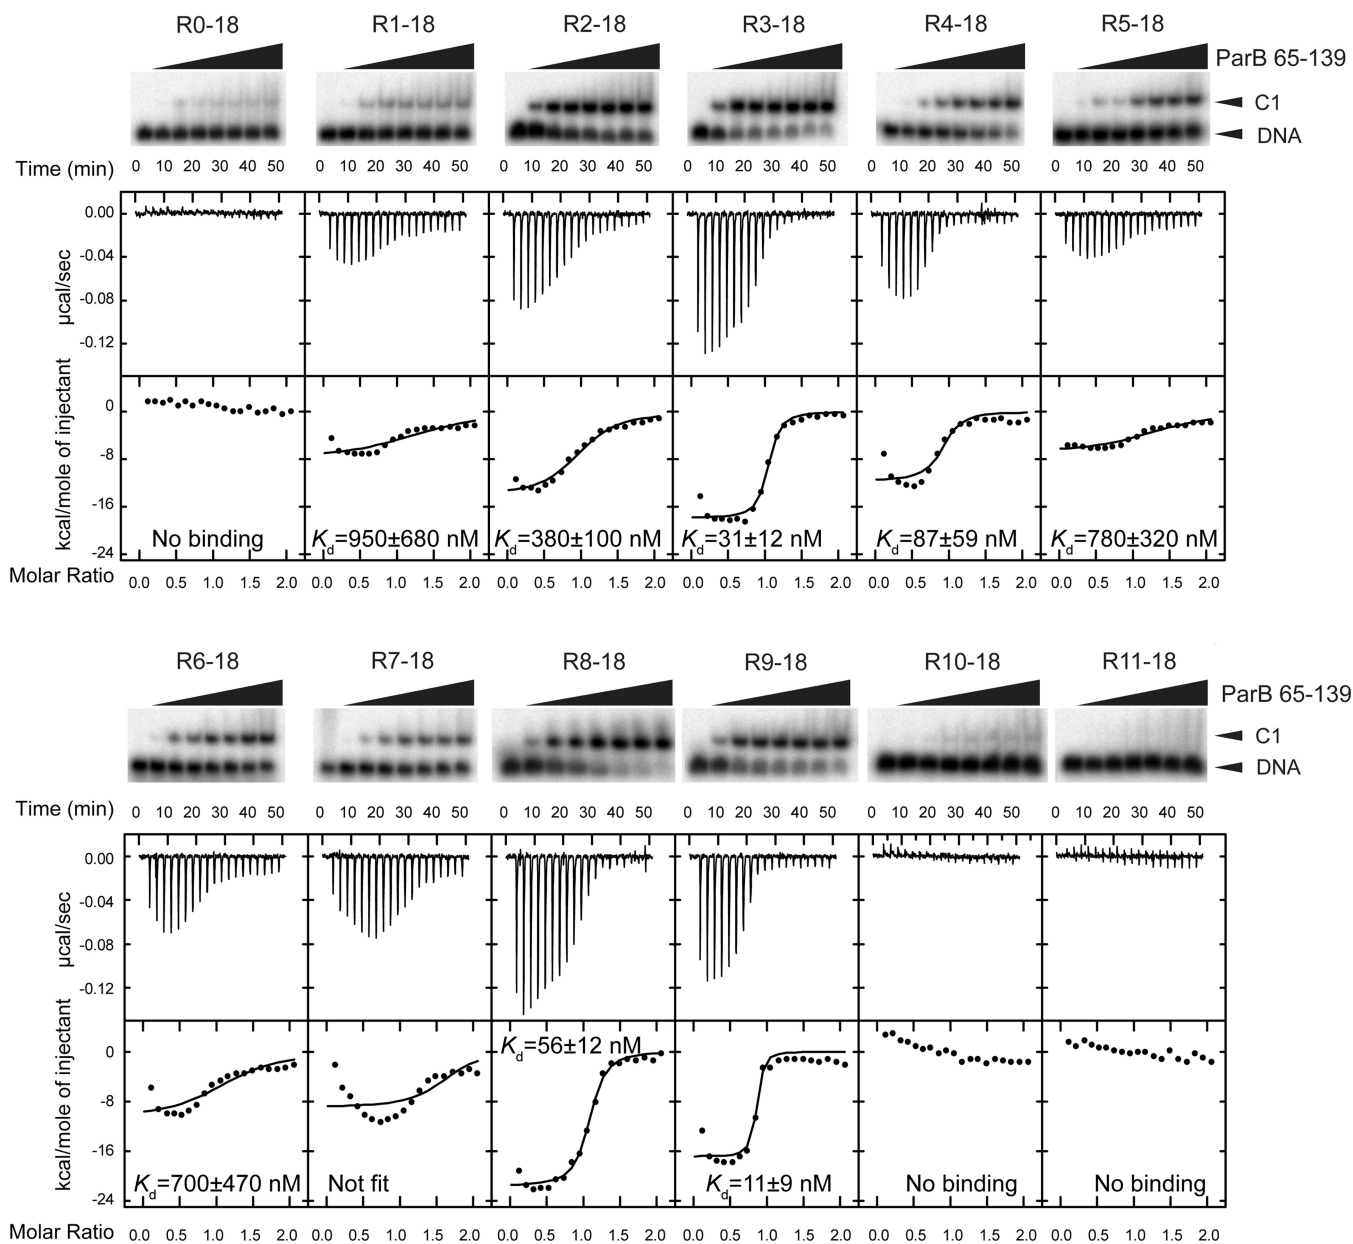 R0-18 R1-18 R2-18 R3-18 R4-18 R5-18
ParB 65-139
C1
DNA
0 10 20 30 40 50 0 10 20 30 40 50 0 10 20 30 40 50 0 10 20 30 40 50 0 10 20 30 40 50 0 10 20 30 40 50
Time (min)
0.00
-0.04
-0.08
-0.12
µcal/sec
0
-8
-16
-24
kcal/mole of injectant
No binding Kd=950±680 nM Kd=380±100 nM Kd=31±12 nM Kd=87±59 nM Kd=780±320 nM
Molar Ratio
0.0 0.5 1.0 1.5 2.0 0.0 0.5 1.0 1.5 2.0 0.0 0.5 1.0 1.5 2.0 0.0 0.5 1.0 1.5 2.0 0.0 0.5 1.0 1.5 2.0 0.0 0.5 1.0 1.5 2.0
R6-18 R7-18 R8-18 R9-18 R10-18 R11-18
ParB 65-139
C1
DNA
Time (min)
0 10 20 30 40 50 0 10 20 30 40 50 0 10 20 30 40 50 0 10 20 30 40 50 0 10 20 30 40 50 0 10 20 30 40 50
0.00
-0.04
-0.08
-0.12
µcal/sec
Kd=56±12 nM
0
-8
-16
-24
kcal/mole of injectant
Kd=700±470 nM Not fit Kd=11±9 nM No binding No binding
Molar Ratio
0.0 0.5 1.0 1.5 2.0 0.0 0.5 1.0 1.5 2.0 0.0 0.5 1.0 1.5 2.0 0.0 0.5 1.0 1.5 2.0 0.0 0.5 1.0 1.5 2.0 0.0 0.5 1.0 1.5 2.0